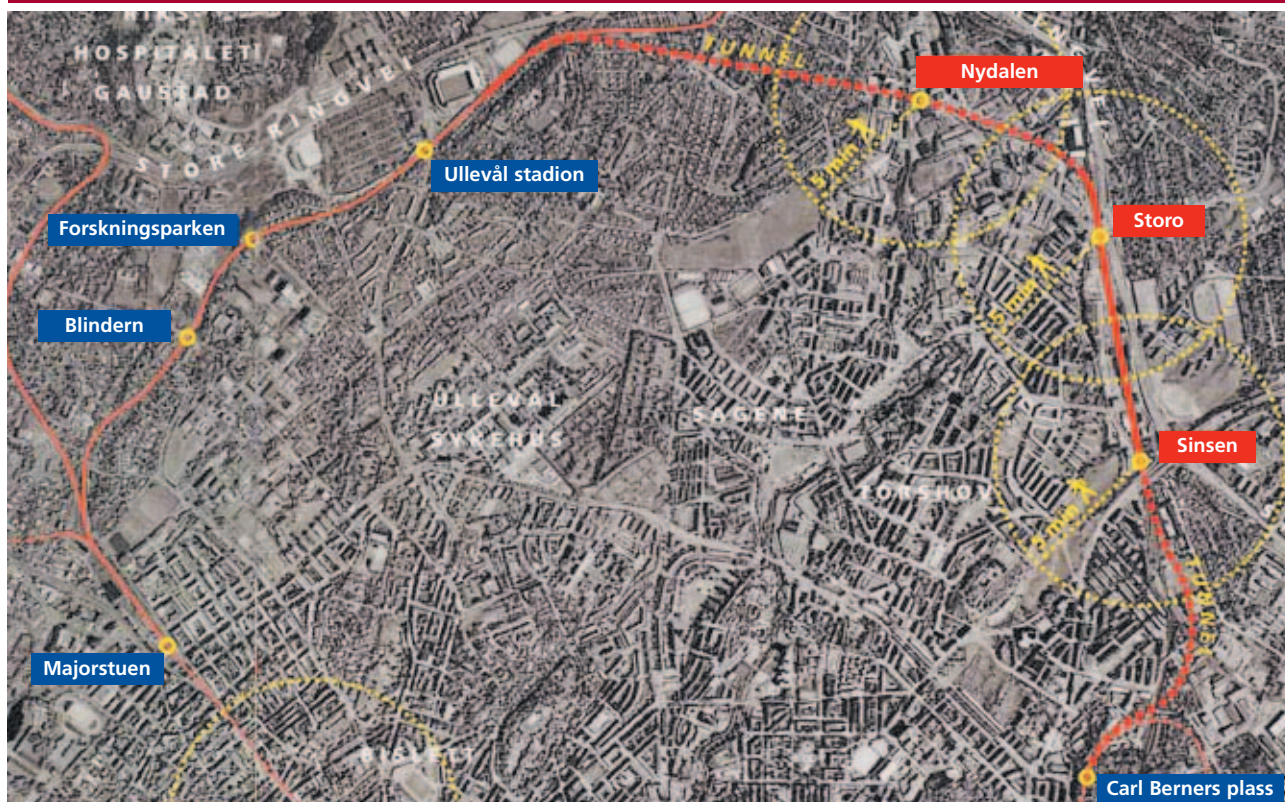 HOSPITALET
GAUSTAD
STORE RINGVEI
TUNNEL
Nydalen
5 min
Ullevål stadion
Forskningsparken
Storo
5 min
Blindern
ULLEVÅL
SYKEHUS
SAGENE
Sinsen
TORSHOV
5 min
TUNNEL
Majorstuen
BISLETT
Carl Berners plass